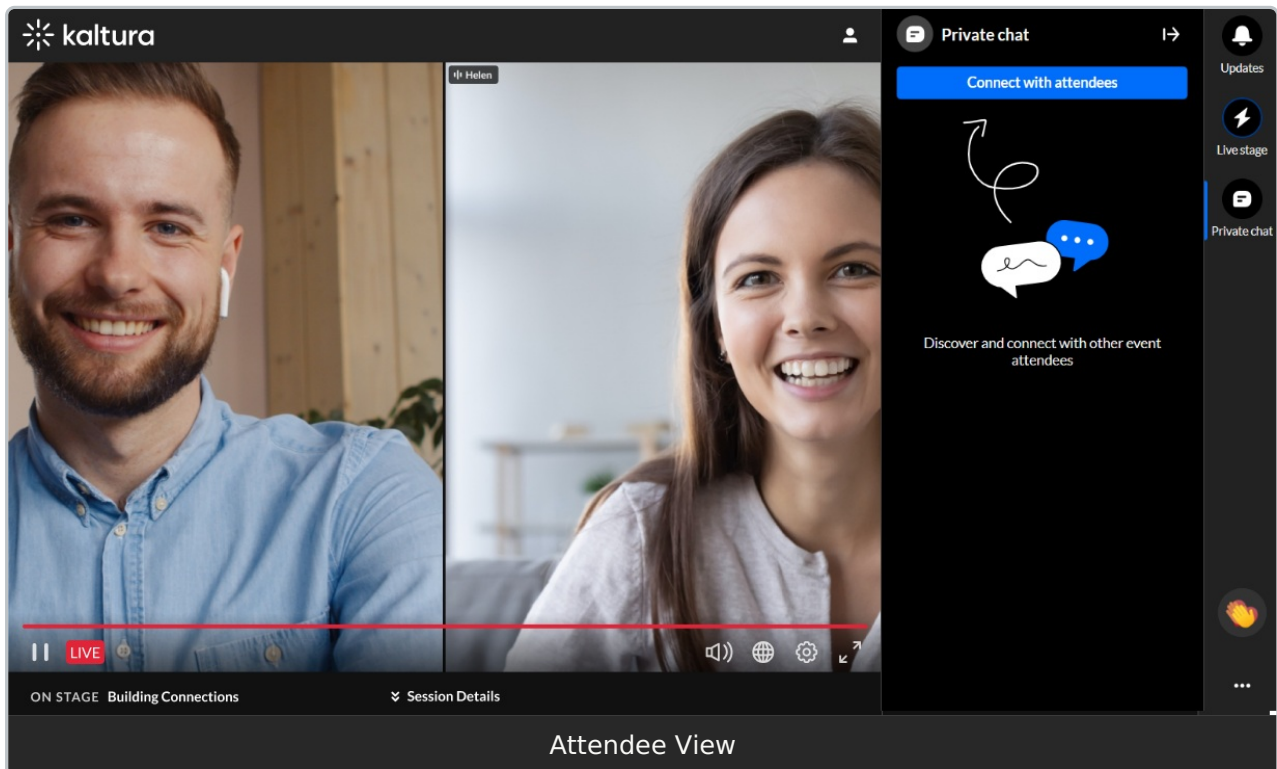 kaltura
Helen
LIVE
ON STAGE Building Connections
Session Details
Private chat
Connect with attendees
Discover and connect with other event
attendees
Updates
Live stage
Private chat
Attendee View